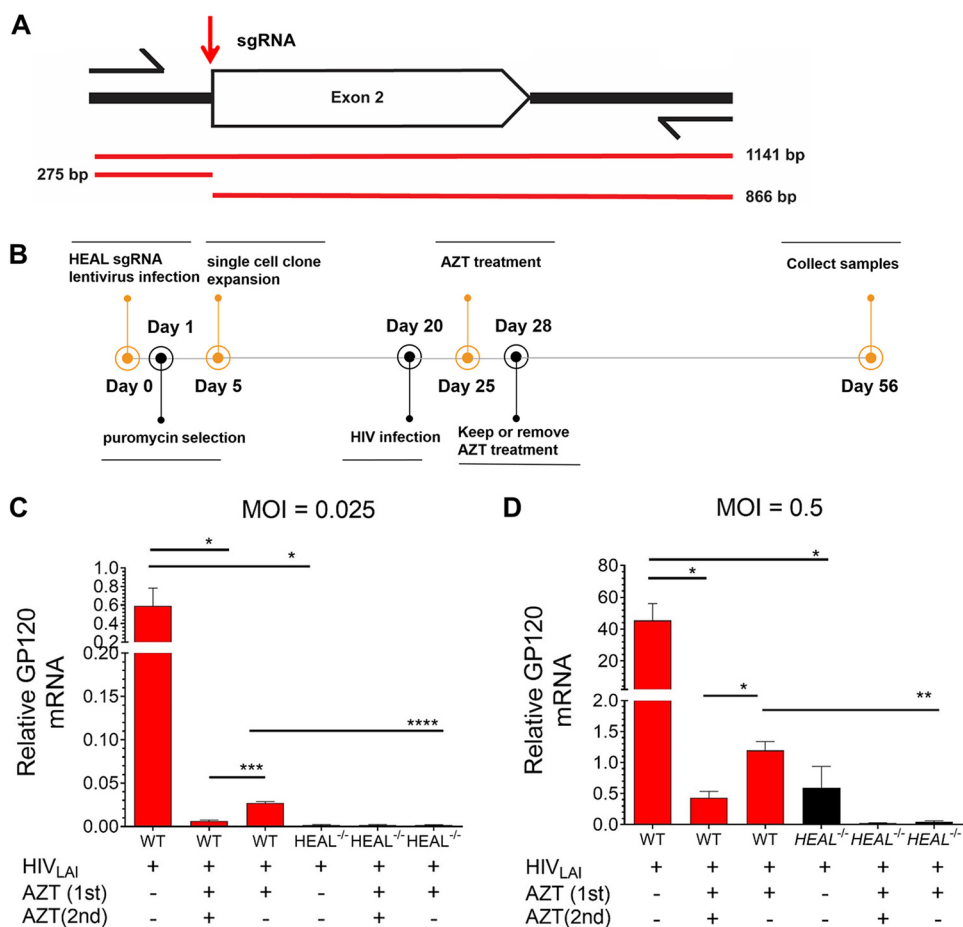 A
sgRNA
Exon 2
1141 bp
275 bp
866 bp
B
HEAL sgRNA
lentivirus infection
single cell clone
expansion
AZT treatment
Collect samples
Day 1
Day 20
Day 28
Day 0
Day 5
Day 25
Day 56
puromycin selection
HIV infection
Keep or remove
AZT treatment
C
MOI = 0.025
Relative GP120
mRNA
1.0
0.8
0.6
0.4
0.2
0.20
0.15
0.10
0.05
0.00
*
*
***
****
WT WT WT HEAL-/- HEAL-/- HEAL-/-
HIVLAI + + + + + +
AZT (1st) - + + - + +
AZT(2nd) - + - - + -
D
MOI = 0.5
Relative GP120
mRNA
80
60
40
20
2.0
1.5
1.0
0.5
0.0
*
*
*
**
WT WT WT HEAL-/- HEAL-/- HEAL-/-
HIVLAI + + + + + +
AZT (1st) - + + - + +
AZT(2nd) - + - - + -